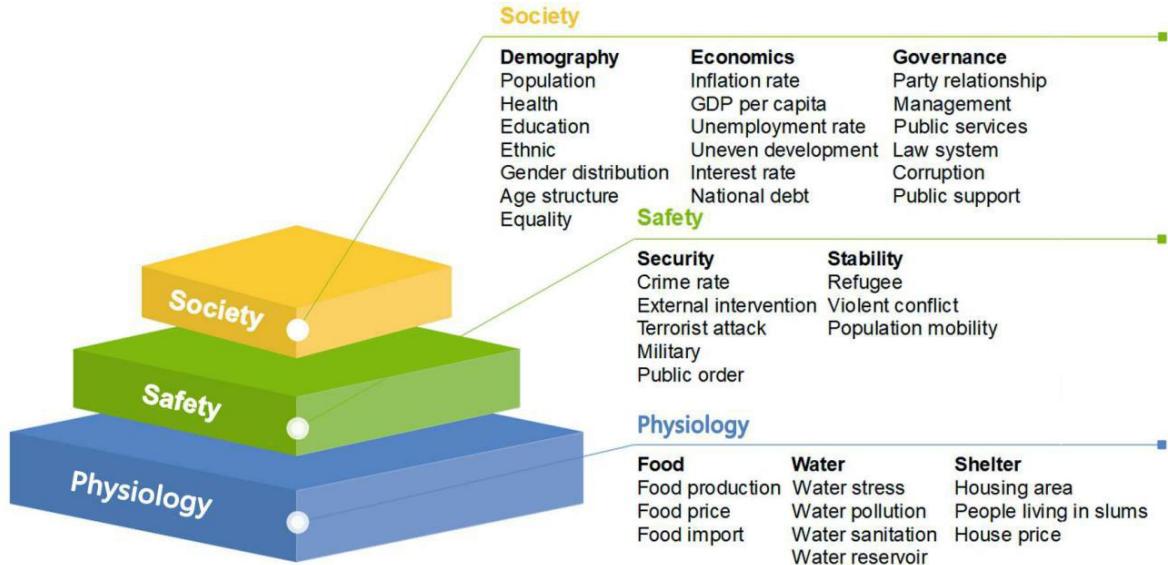 Society
Demography Economics Governance
Population Inflation rate Party relationship
Health GDP per capita Management
Education Unemployment rate Public services
Ethnic Uneven development Law system
Gender distribution Interest rate Corruption
Age structure National debt Public support
Equality
Safety
Security Stability
Crime rate Refugee
External intervention Violent conflict
Terrorist attack Population mobility
Military
Public order
Physiology
Food Water Shelter
Food production Water stress Housing area
Food price Water pollution People living in slums
Food import Water sanitation House price
Water reservoir
Society
Safety
Physiology